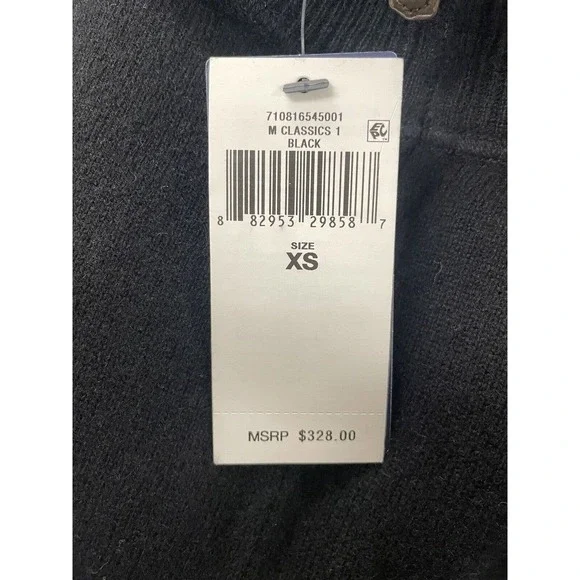 710816545001
M CLASSICS 1
BLACK
8 82953 29858 7
SIZE
XS
MSRP $328.00